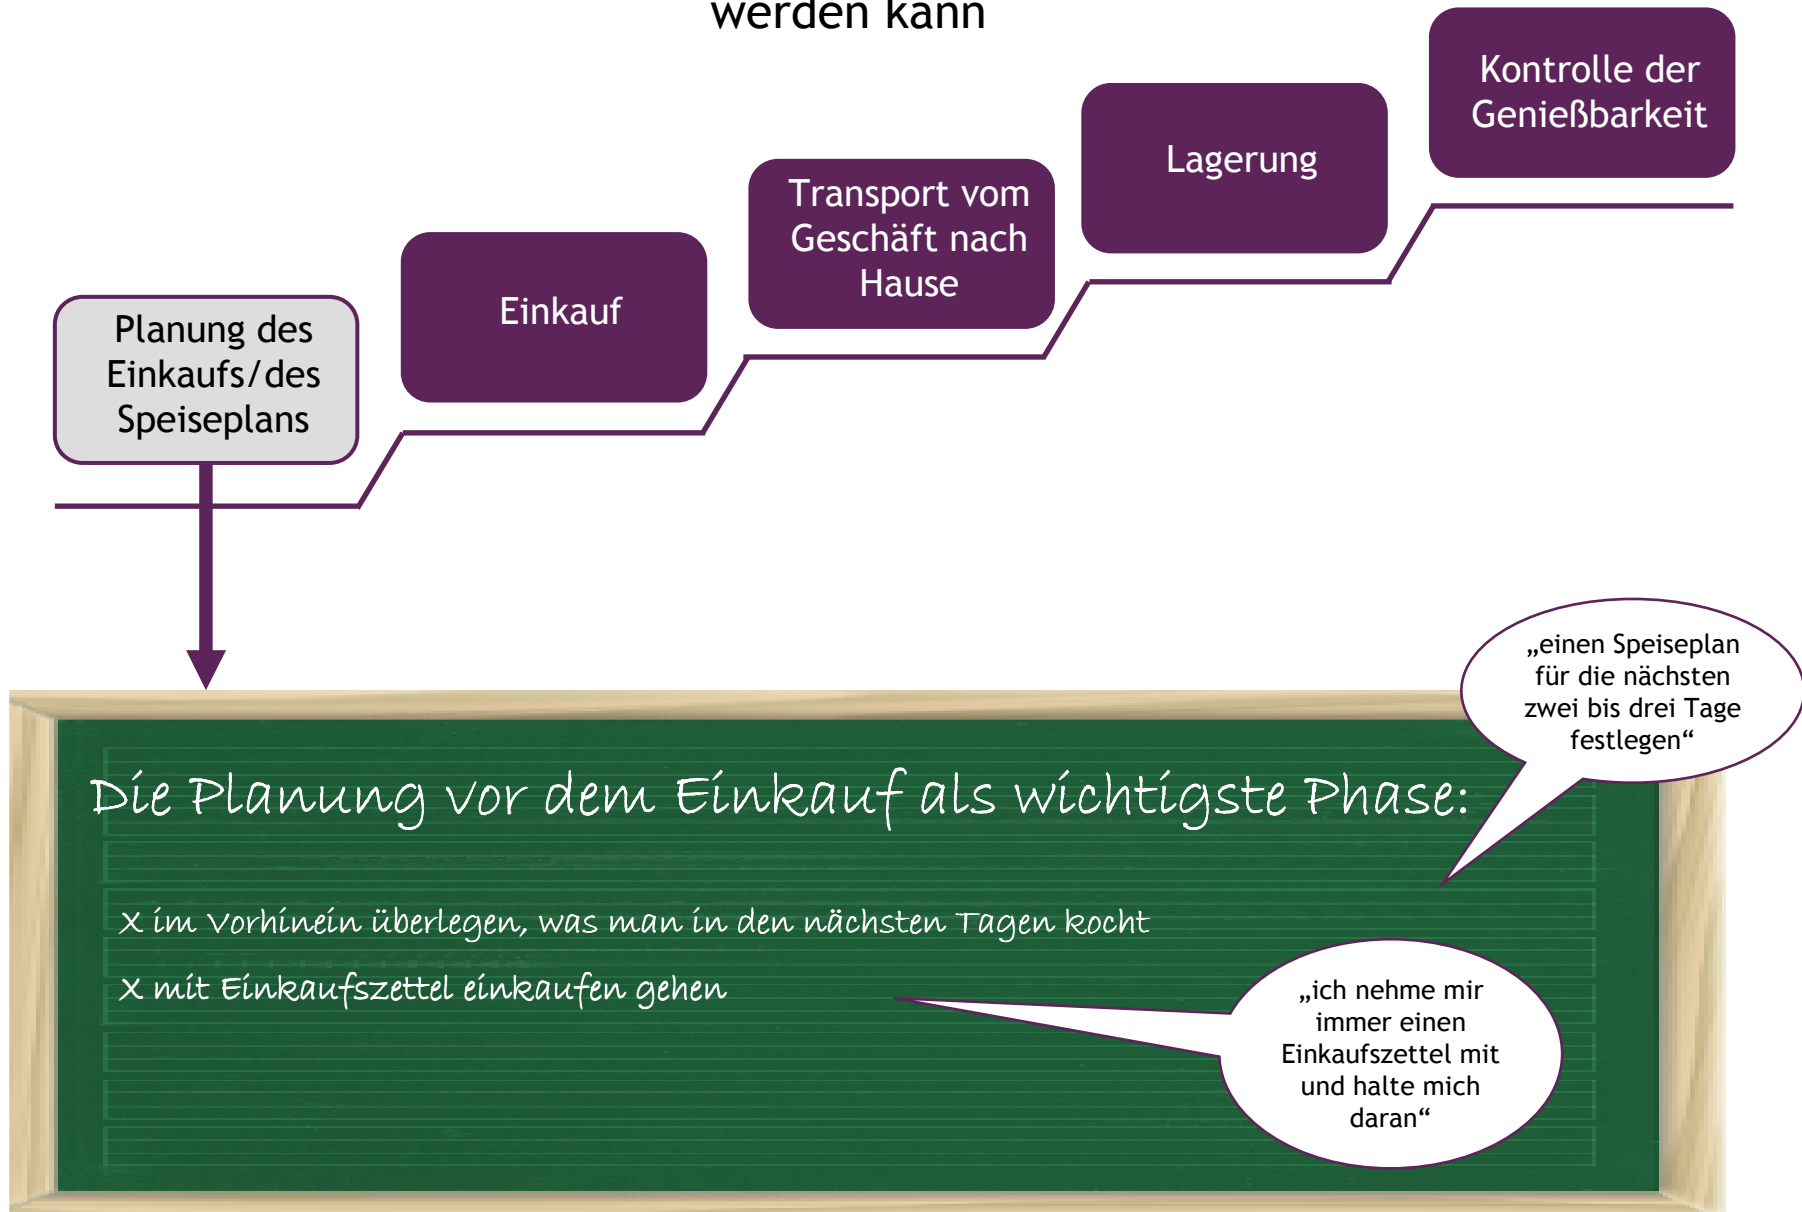 werden kann
Kontrolle der
Genießbarkeit
Lagerung
Transport vom
Geschäft nach
Hause
Einkauf
Planung des
Einkaufs/des
Speiseplans
„einen Speiseplan
für die nächsten
zwei bis drei Tage
festlegen“
Die Planung vor dem Einkauf als wichtigste Phase:
X im Vorhinein überlegen, was man in den nächsten Tagen kocht
X mit Einkaufszettel einkaufen gehen
„ich nehme mir
immer einen
Einkaufszettel mit
und halte mich
daran“